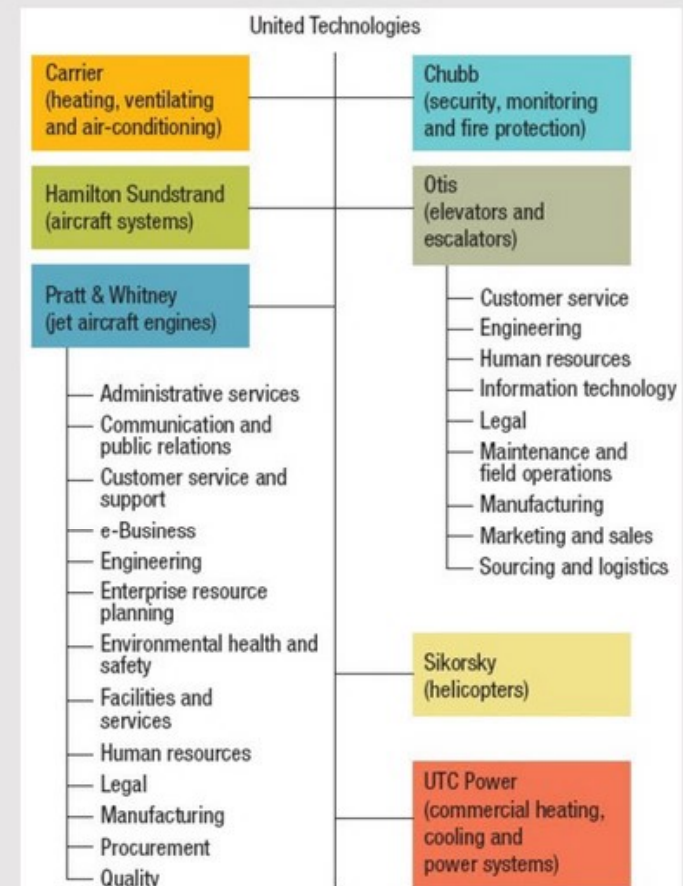 United Technologies
Carrier
(heating, ventilating
and air-conditioning)
Hamilton Sundstrand
(aircraft systems)
Pratt & Whitney
(jet aircraft engines)
Administrative services
Communication and
public relations
Customer service and
support
e-Business
Engineering
Enterprise resource
planning
Environmental health and
safety
Facilities and
services
Human resources
Legal
Manufacturing
Procurement
Quality
Chubb
(security, monitoring
and fire protection)
Otis
(elevators and
escalators)
Customer service
Engineering
Human resources
Information technology
Legal
Maintenance and
field operations
Manufacturing
Marketing and sales
Sourcing and logistics
Sikorsky
(helicopters)
UTC Power
(commercial heating,
cooling and
power systems)